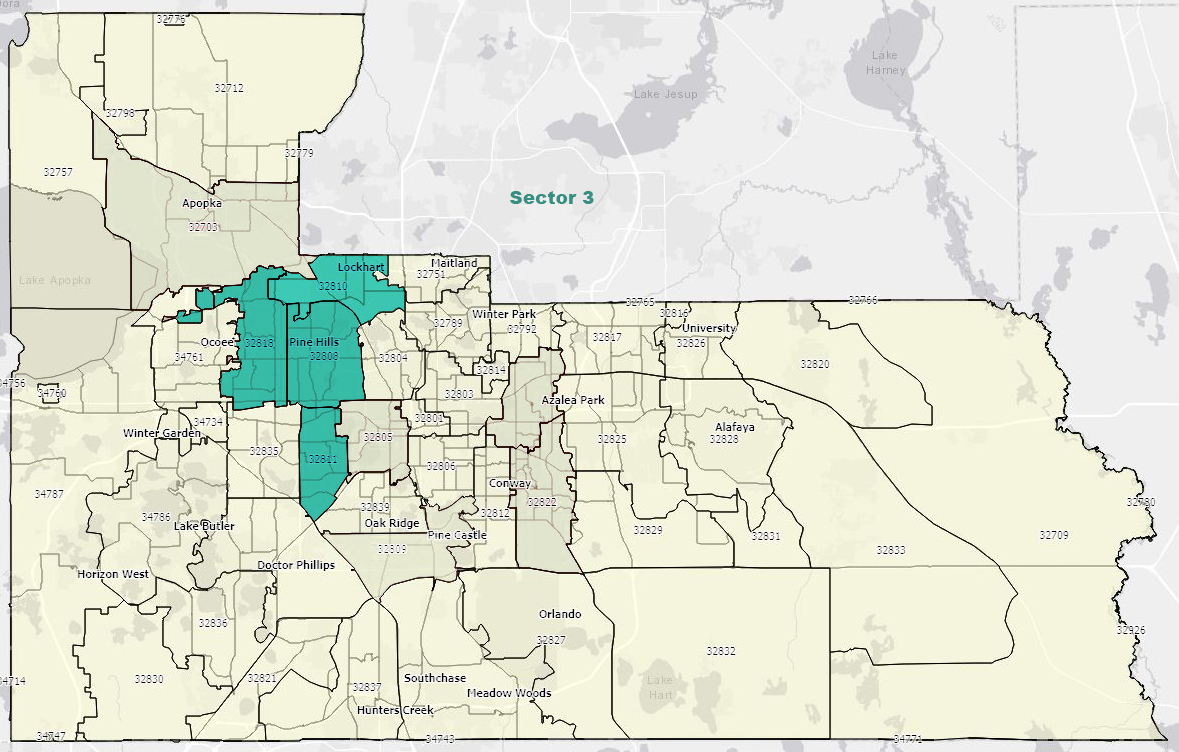 Dora
32776
Lake
Harney
32712
Lake Jesup
32798
32779
32757
Sector 3
Apopka
32703
Maitland
Lockhart
32751
Lake Apopka
32810
32765
32766
Winter Park
32816
32789
32792
University
32817
32826
Ocoee
32818
Pine Hills
34761
32808
32804
32820
32814
34756
34760
32803
Azalea Park
32801
34734
Winter Garden
32805
Alafaya
32825
32828
32835
32811
32806
Conway
34787
32822
32780
34786
Lake Butler
32839
32812
Oak Ridge
32829
Pine Castle
32831
32709
32809
32833
Doctor Phillips
Horizon West
Orlando
32836
32926
32827
32832
Southchase
32830
32821
34714
32837
Meadow Woods
Lake
Hart
Hunters Creek
34747
34743
34771